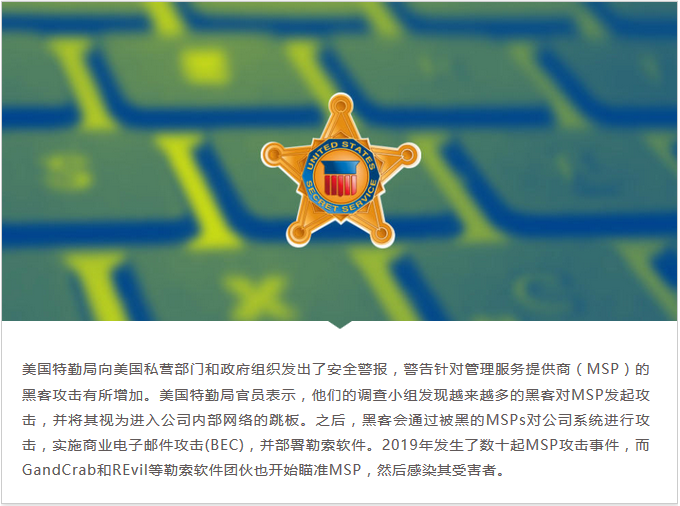 UNITED STATES
SECRET SERVICE
美国特勤局向美国私营部门和政府组织发出了安全警报，警告针对管理服务提供商（MSP）的
黑客攻击有所增加。美国特勤局官员表示，他们的调查小组发现越来越多的黑客对MSP发起攻
击，并将其视为进入公司内部网络的跳板。之后，黑客会通过被黑的MSPs对公司系统进行攻
击，实施商业电子邮件攻击(BEC)，并部署勒索软件。2019年发生了数十起MSP攻击事件，而
GandCrab和REvil等勒索软件团伙也开始瞄准MSP，然后感染其受害者。